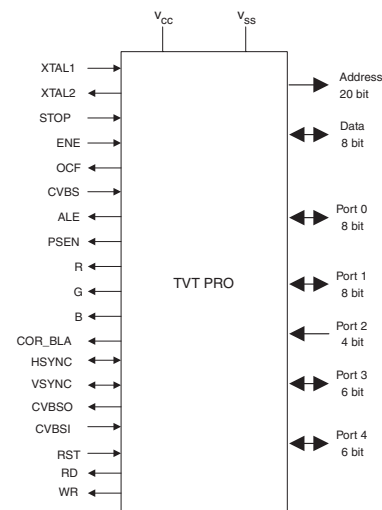 Vcc
Vss
XTAL1
XTAL2
STOP
ENE
OCF
CVBS
ALE
PSEN
R
G
B
COR_BLA
HSYNC
VSYNC
CVBSO
CVBSI
RST
RD
WR
TVT PRO
Address
20 bit
Data
8 bit
Port 0
8 bit
Port 1
8 bit
Port 2
4 bit
Port 3
6 bit
Port 4
6 bit